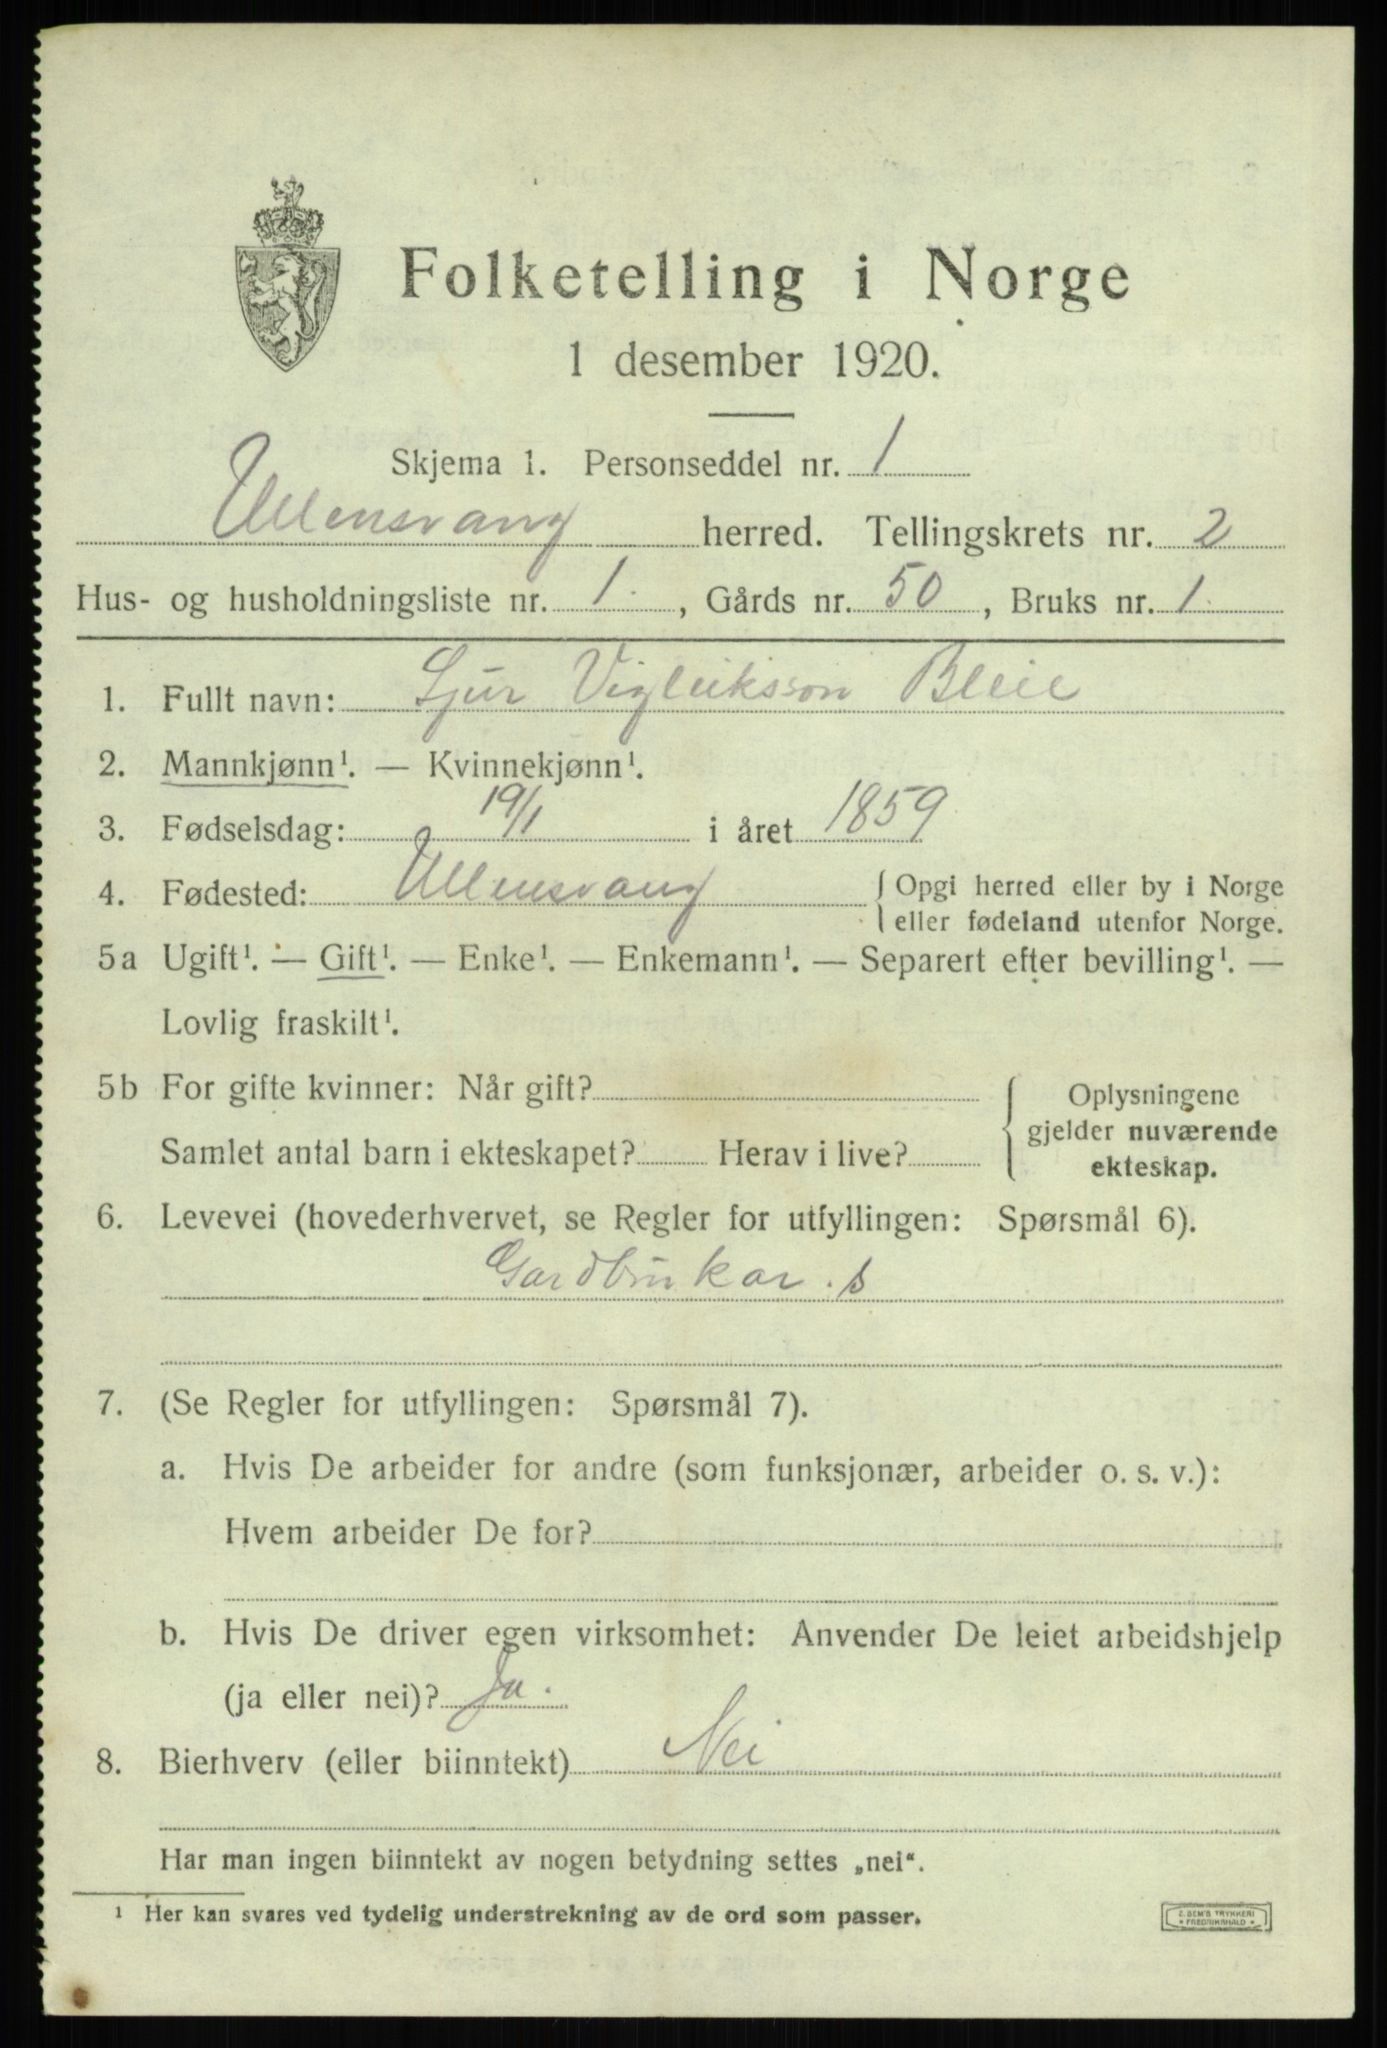 Folketelling i Norge
1 desember 1920.
Skjema 1. Personseddel nr. 1
Ullensvang herred. Tellingskrets nr. 2
Hus- og husholdningsliste nr. 1., Gårds nr. 50, Bruks nr. 1.
1. Fullt navn: Sjur Vigleiksson Bleie
2. Mannkjønn¹. — Kvinnekjønn¹.
3. Fødselsdag: 19/1 i året 1859
4. Fødested: Ullensvang { Opgi herred eller by i Norge
eller fødeland utenfor Norge.
5a Ugift¹. — Gift¹. — Enke¹. — Enkemann¹. — Separert efter bevilling¹. —
Lovlig fraskilt¹.
5b For gifte kvinner: Når gift?
Samlet antal barn i ekteskapet? Herav i live?
{ Oplysningene
gjelder nuværende
ekteskap.
6. Levevei (hovederhvervet, se Regler for utfyllingen: Spørsmål 6).
Gardbrukar. s
7. (Se Regler for utfyllingen: Spørsmål 7).
a. Hvis De arbeider for andre (som funksjonær, arbeider o. s. v.):
Hvem arbeider De for?
b. Hvis De driver egen virksomhet: Anvender De leiet arbeidshjelp
(ja eller nei)? Ja.
8. Bierhverv (eller biinntekt) Nei
Har man ingen biinntekt av nogen betydning settes „nei“.
¹ Her kan svares ved tydelig understrekning av de ord som passer.
E. SEM'S TRYKKERI
* FREDRIKSHALD *